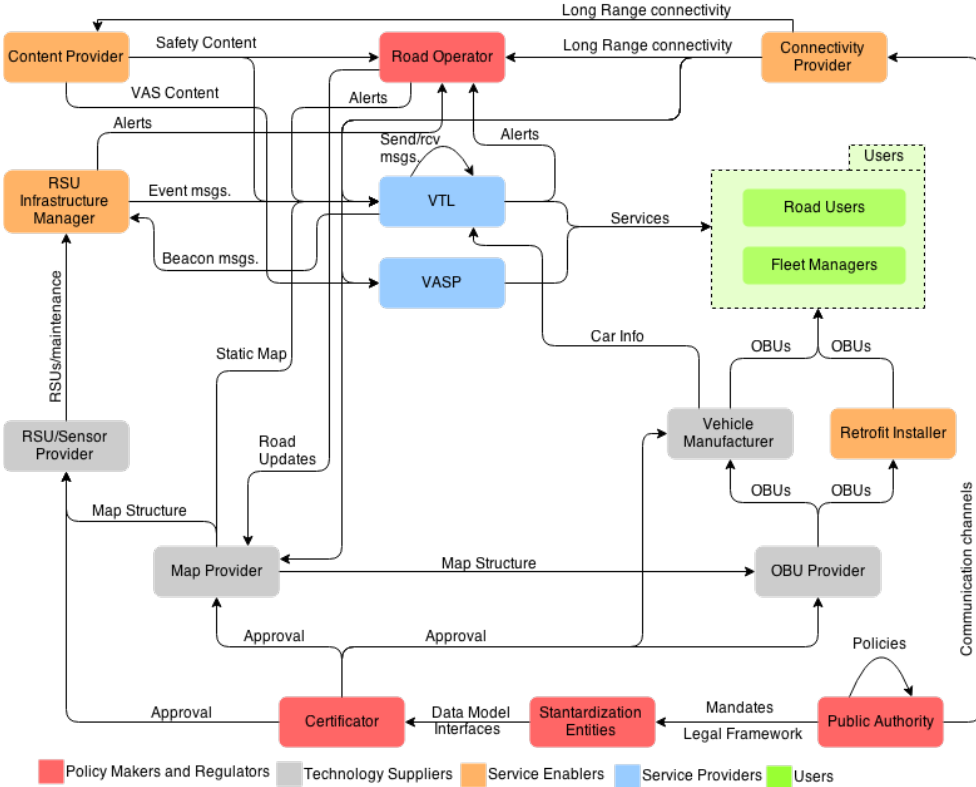 Long Range connectivity
Content Provider
Safety Content
Road Operator
Long Range connectivity
Connectivity
Provider
VAS Content
Alerts
Alerts
Send/rcv
msgs.
Alerts
Users
RSU
Infrastructure
Manager
Event msgs.
VTL
Services
Road Users
Beacon msgs.
VASP
Fleet Managers
RSUs/maintenance
Static Map
Car Info
OBUs
OBUs
RSU/Sensor
Provider
Road
Updates
Vehicle
Manufacturer
Retrofit Installer
OBUs
OBUs
Map Structure
Communication channels
Map Provider
Map Structure
OBU Provider
Approval
Approval
Policies
Approval
Certificator
Data Model
Interfaces
Stantardization
Entities
Mandates
Legal Framework
Public Authority
Policy Makers and Regulators
Technology Suppliers
Service Enablers
Service Providers
Users